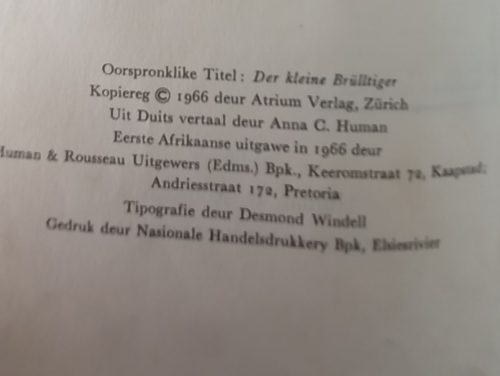 Oorspronklike Titel: Der kleine Brülltiger
Kopiereg © 1966 deur Atrium Verlag, Zürich
Uit Duits vertaal deur Anna C. Human
Eerste Afrikaanse uitgawe in 1966 deur
Human & Rousseau Uitgewers (Edms.) Bpk., Keeromstraat 72, Kaapstad;
Andriesstraat 172, Pretoria
Tipografie deur Desmond Windell
Gedruk deur Nasionale Handelsdrukkery Bpk, Elsiesrivier